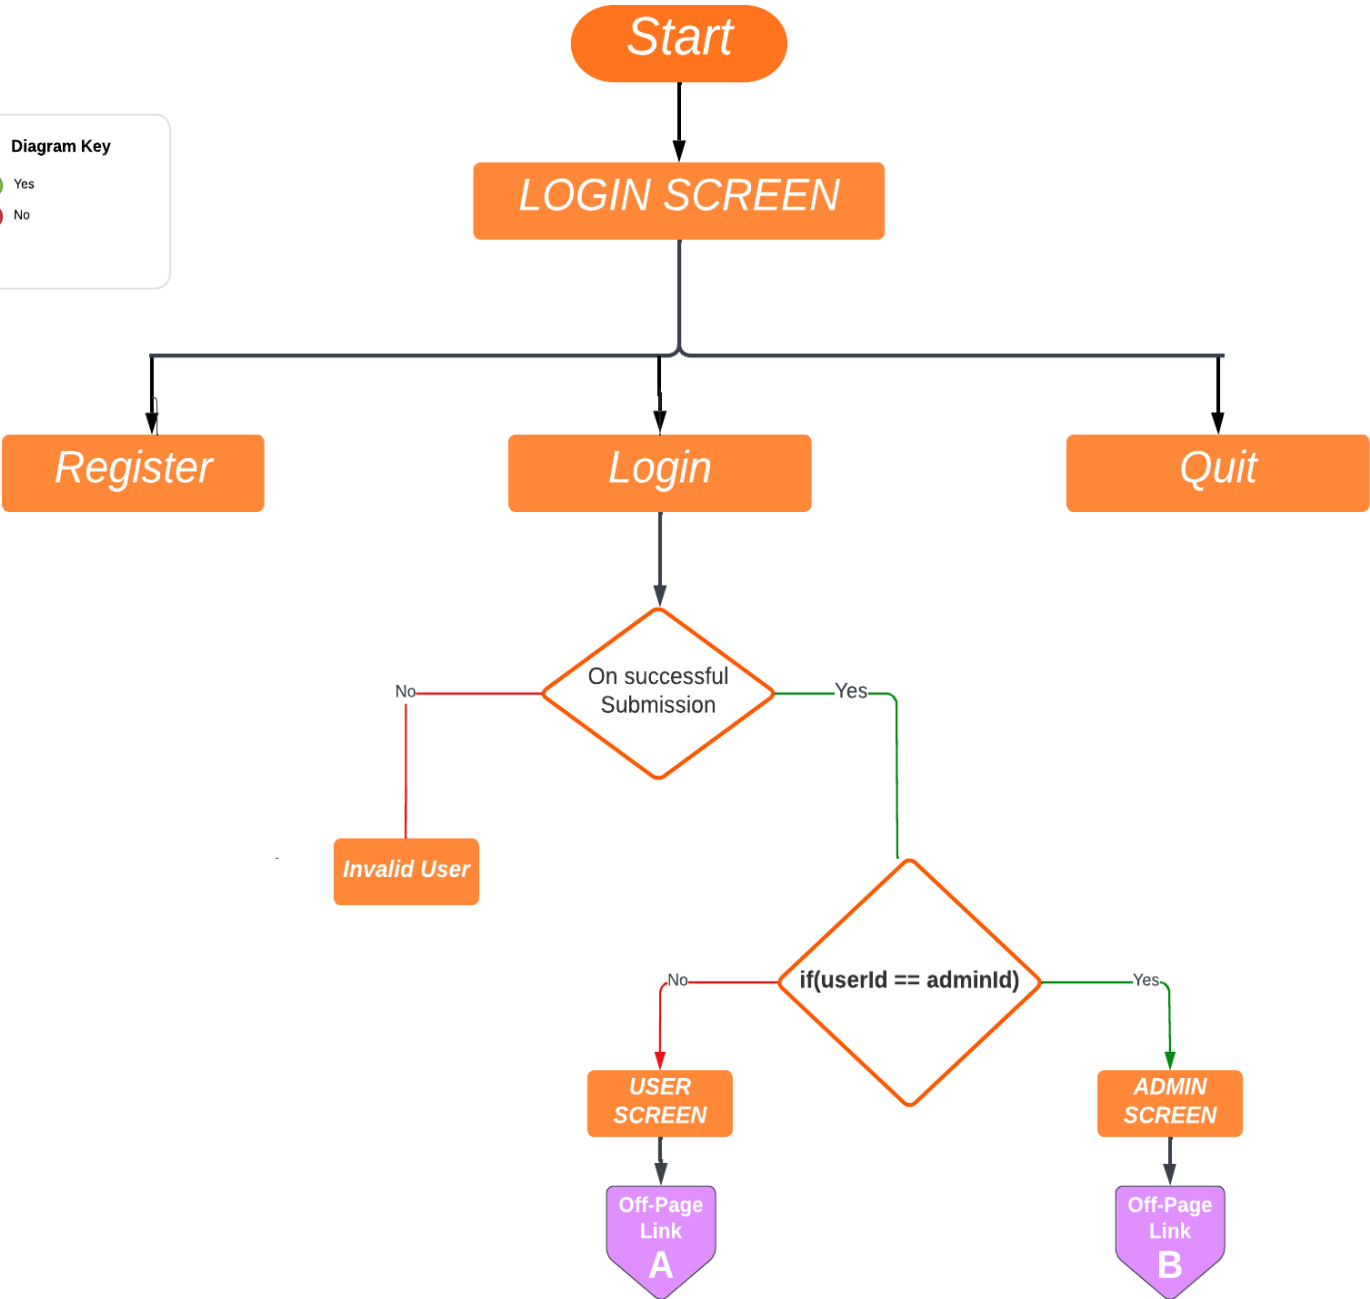 Start
Diagram Key
Yes
No
LOGIN SCREEN
Register
Login
Quit
On successful
Submission
No
Yes
Invalid User
if(userId == adminId)
No
Yes
USER
SCREEN
ADMIN
SCREEN
Off-Page
Link
A
Off-Page
Link
B